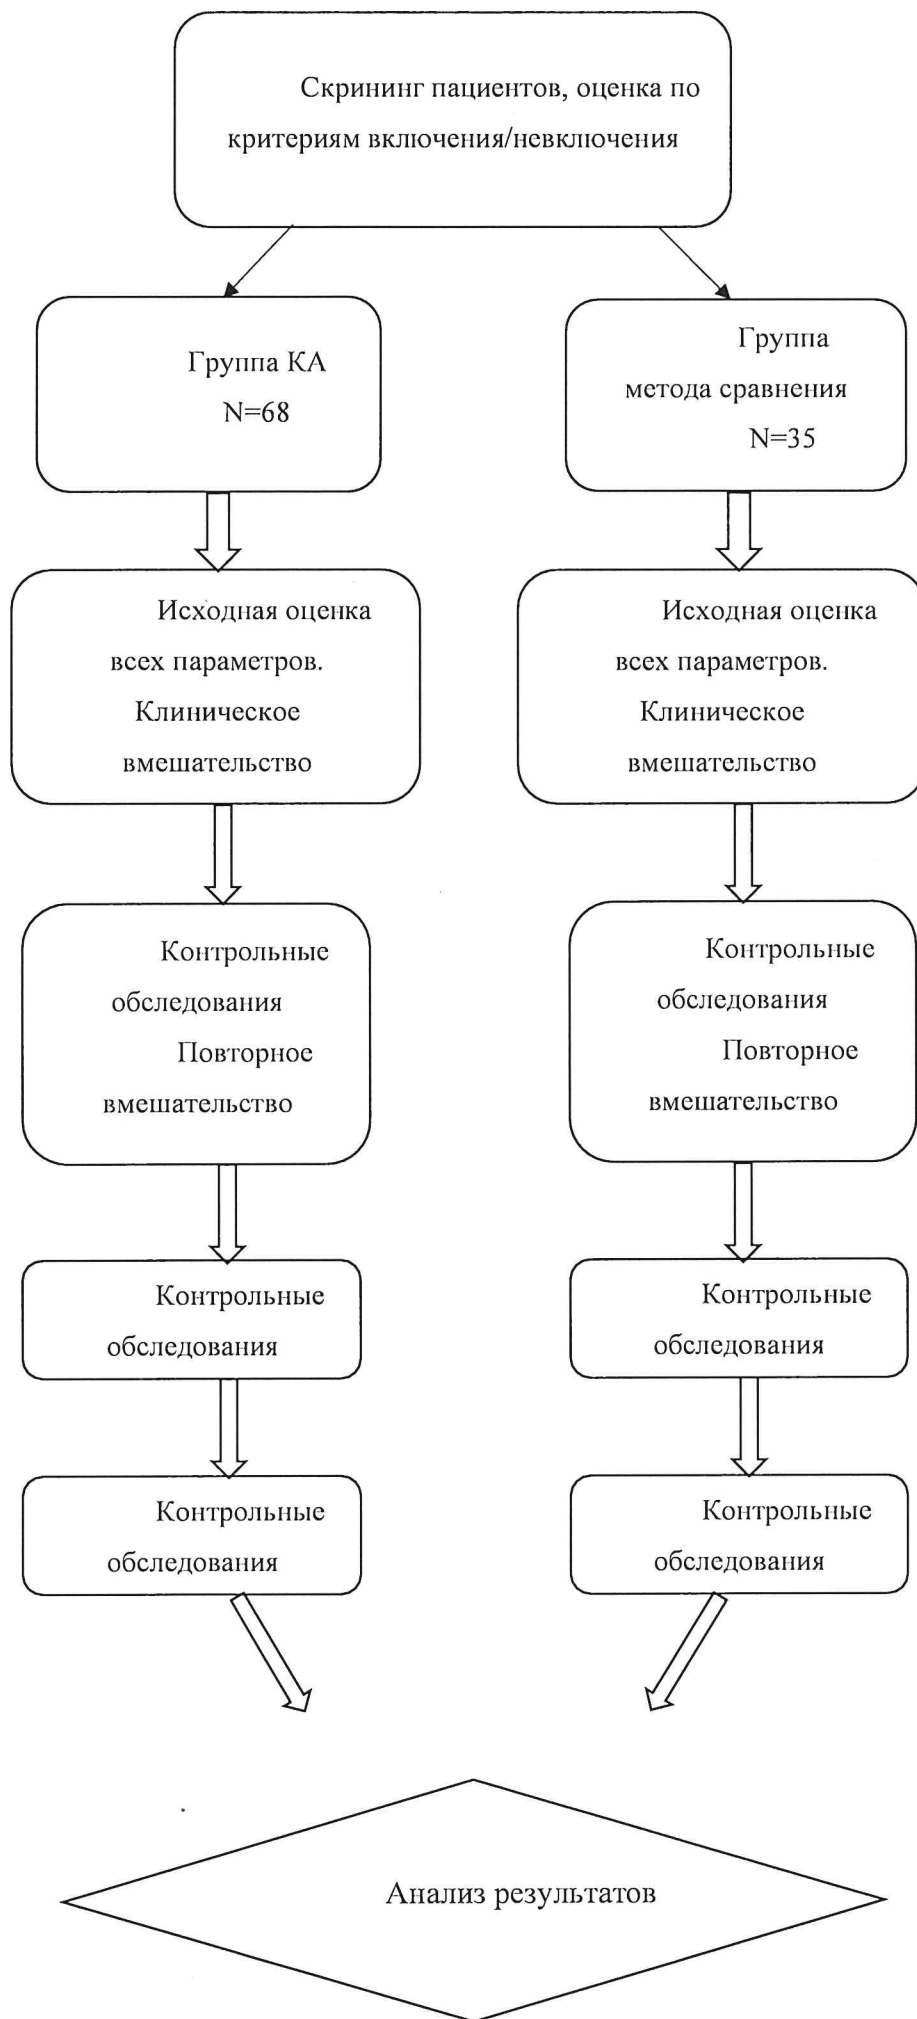 Скрининг пациентов, оценка по
критериям включения/невключения
Группа КА
N=68
Группа
метода сравнения
N=35
Исходная оценка
всех параметров.
Клиническое
вмешательство
Исходная оценка
всех параметров.
Клиническое
вмешательство
Контрольные
обследования
Повторное
вмешательство
Контрольные
обследования
Повторное
вмешательство
Контрольные
обследования
Контрольные
обследования
Контрольные
обследования
Контрольные
обследования
Анализ результатов